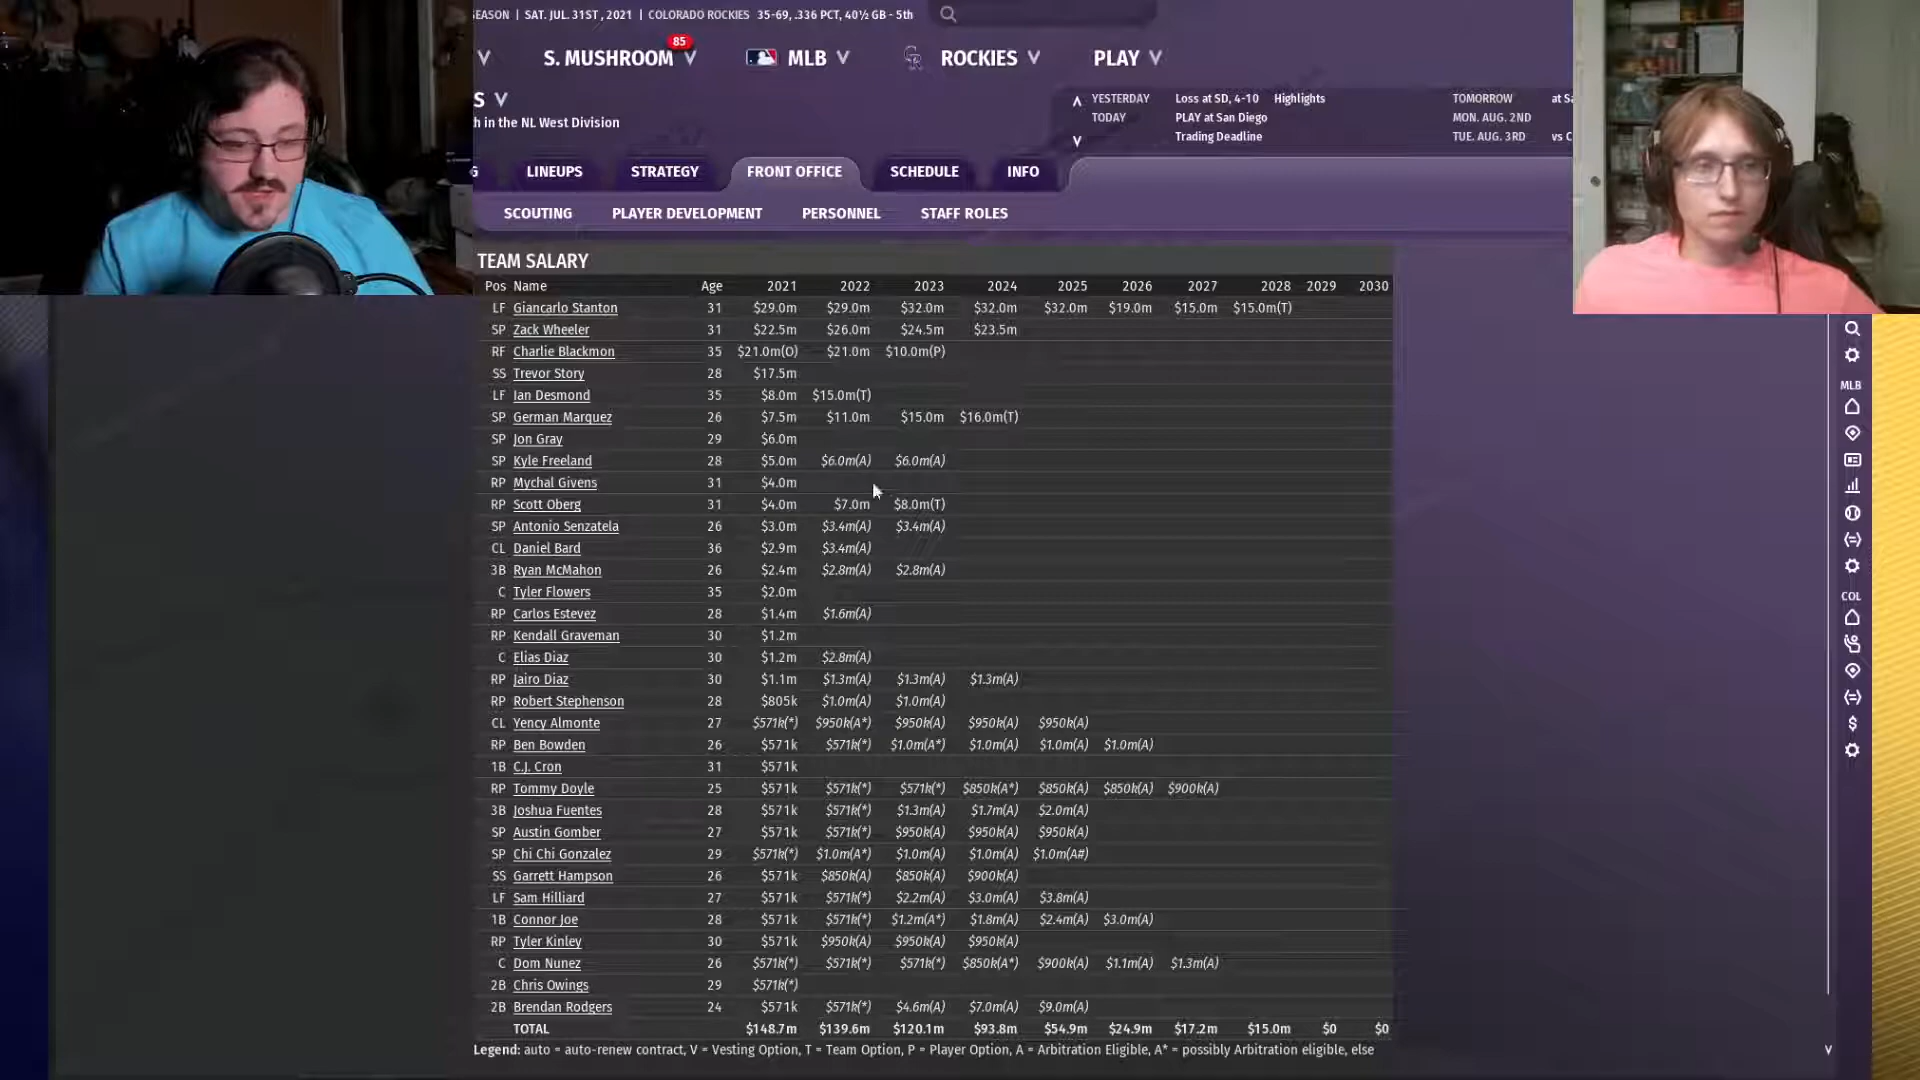 SEASON | SAT. JUL. 31ST, 2021 | COLORADO ROCKIES 35-69, .336 PCT, 40½ GB - 5th
S. MUSHROOM 85 MLB ROCKIES PLAY
S
h in the NL West Division
YESTERDAY Loss at SD, 4-10 Highlights TOMORROW at Sa
TODAY PLAY at San Diego MON. AUG. 2ND
Trading Deadline TUE. AUG. 3RD vs C
G LINEUPS STRATEGY FRONT OFFICE SCHEDULE INFO
SCOUTING PLAYER DEVELOPMENT PERSONNEL STAFF ROLES
TEAM SALARY
Pos Name Age 2021 2022 2023 2024 2025 2026 2027 2028 2029 2030
LF Giancarlo Stanton 31 $29.0m $29.0m $32.0m $32.0m $32.0m $19.0m $15.0m $15.0m(T)
SP Zack Wheeler 31 $22.5m $26.0m $24.5m $23.5m
RF Charlie Blackmon 35 $21.0m(O) $21.0m $10.0m(P)
SS Trevor Story 28 $17.5m
LF Ian Desmond 35 $8.0m $15.0m(T)
SP German Marquez 26 $7.5m $11.0m $15.0m $16.0m(T)
SP Jon Gray 29 $6.0m
SP Kyle Freeland 28 $5.0m $6.0m(A) $6.0m(A)
RP Mychal Givens 31 $4.0m
RP Scott Oberg 31 $4.0m $7.0m $8.0m(T)
SP Antonio Senzatela 26 $3.0m $3.4m(A) $3.4m(A)
CL Daniel Bard 36 $2.9m $3.4m(A)
3B Ryan McMahon 26 $2.4m $2.8m(A) $2.8m(A)
C Tyler Flowers 35 $2.0m
RP Carlos Estevez 28 $1.4m $1.6m(A)
RP Kendall Graveman 30 $1.2m
C Elias Diaz 30 $1.2m $2.8m(A)
RP Jairo Diaz 30 $1.1m $1.3m(A) $1.3m(A) $1.3m(A)
RP Robert Stephenson 28 $805k $1.0m(A) $1.0m(A)
CL Yency Almonte 27 $571k(*) $950k(A*) $950k(A) $950k(A) $950k(A)
RP Ben Bowden 26 $571k $571k(*) $1.0m(A*) $1.0m(A) $1.0m(A) $1.0m(A)
1B C.J. Cron 31 $571k
RP Tommy Doyle 25 $571k $571k(*) $571k(*) $850k(A*) $850k(A) $850k(A) $900k(A)
3B Joshua Fuentes 28 $571k $571k(*) $1.3m(A) $1.7m(A) $2.0m(A)
SP Austin Gomber 27 $571k $571k(*) $950k(A) $950k(A) $950k(A)
SP Chi Chi Gonzalez 29 $571k(*) $1.0m(A*) $1.0m(A) $1.0m(A) $1.0m(A#)
SS Garrett Hampson 26 $571k $850k(A) $850k(A) $900k(A)
LF Sam Hilliard 27 $571k $571k(*) $2.2m(A) $3.0m(A) $3.8m(A)
1B Connor Joe 28 $571k $571k(*) $1.2m(A*) $1.8m(A) $2.4m(A) $3.0m(A)
RP Tyler Kinley 30 $571k $950k(A) $950k(A) $950k(A)
C Dom Nunez 26 $571k(*) $571k(*) $571k(*) $850k(A*) $900k(A) $1.1m(A) $1.3m(A)
2B Chris Owings 29 $571k(*)
2B Brendan Rodgers 24 $571k $571k(*) $4.6m(A) $7.0m(A) $9.0m(A)
TOTAL $148.7m $139.6m $120.1m $93.8m $54.9m $24.9m $17.2m $15.0m $0 $0
Legend: auto = auto-renew contract, V = Vesting Option, T = Team Option, P = Player Option, A = Arbitration Eligible, A* = possibly Arbitration eligible, else
MLB
COL